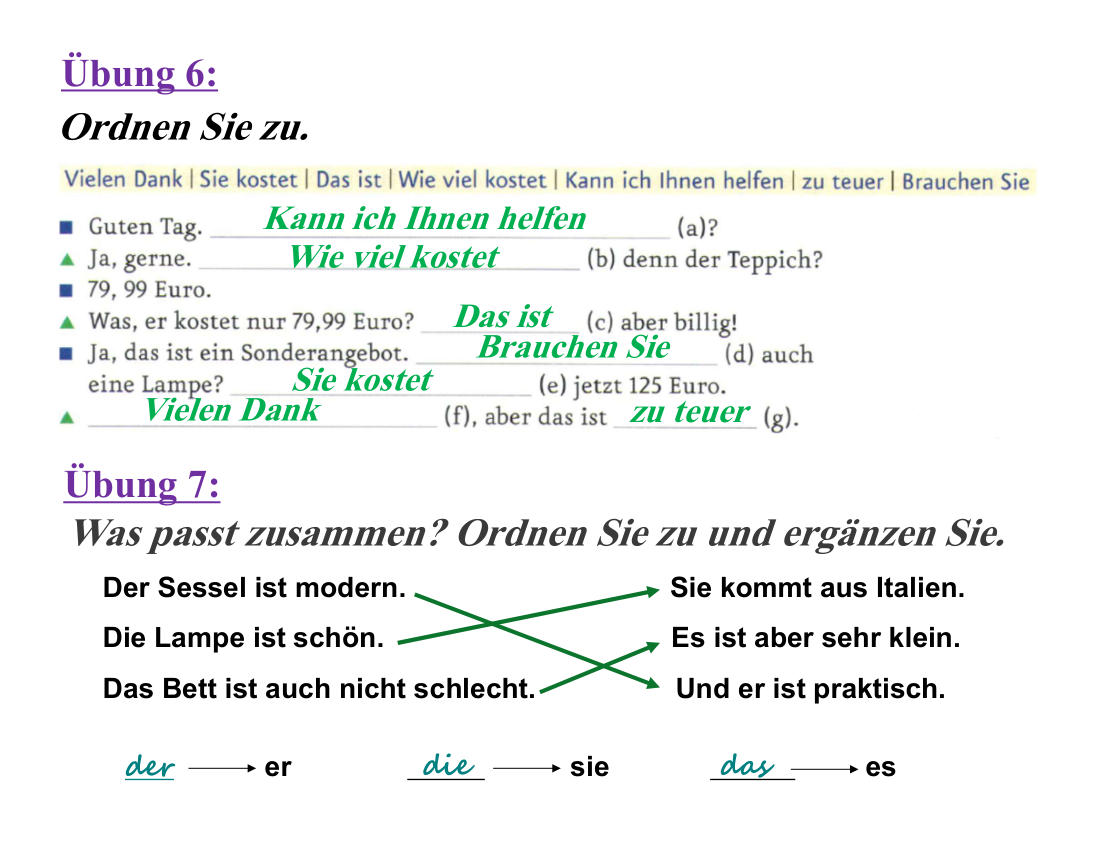 Übung 6:
Ordnen Sie zu.
Vielen Dank | Sie kostet | Das ist | Wie viel kostet | Kann ich Ihnen helfen | zu teuer | Brauchen Sie
■ Guten Tag. Kann ich Ihnen helfen (a)?
▲ Ja, gerne. Wie viel kostet (b) denn der Teppich?
■ 79, 99 Euro.
▲ Was, er kostet nur 79,99 Euro? Das ist (c) aber billig!
■ Ja, das ist ein Sonderangebot. Brauchen Sie (d) auch
eine Lampe? Sie kostet (e) jetzt 125 Euro.
▲ Vielen Dank (f), aber das ist zu teuer (g).
Übung 7:
Was passt zusammen? Ordnen Sie zu und ergänzen Sie.
Der Sessel ist modern. Sie kommt aus Italien.
Die Lampe ist schön. Es ist aber sehr klein.
Das Bett ist auch nicht schlecht. Und er ist praktisch.
der → er die → sie das → es